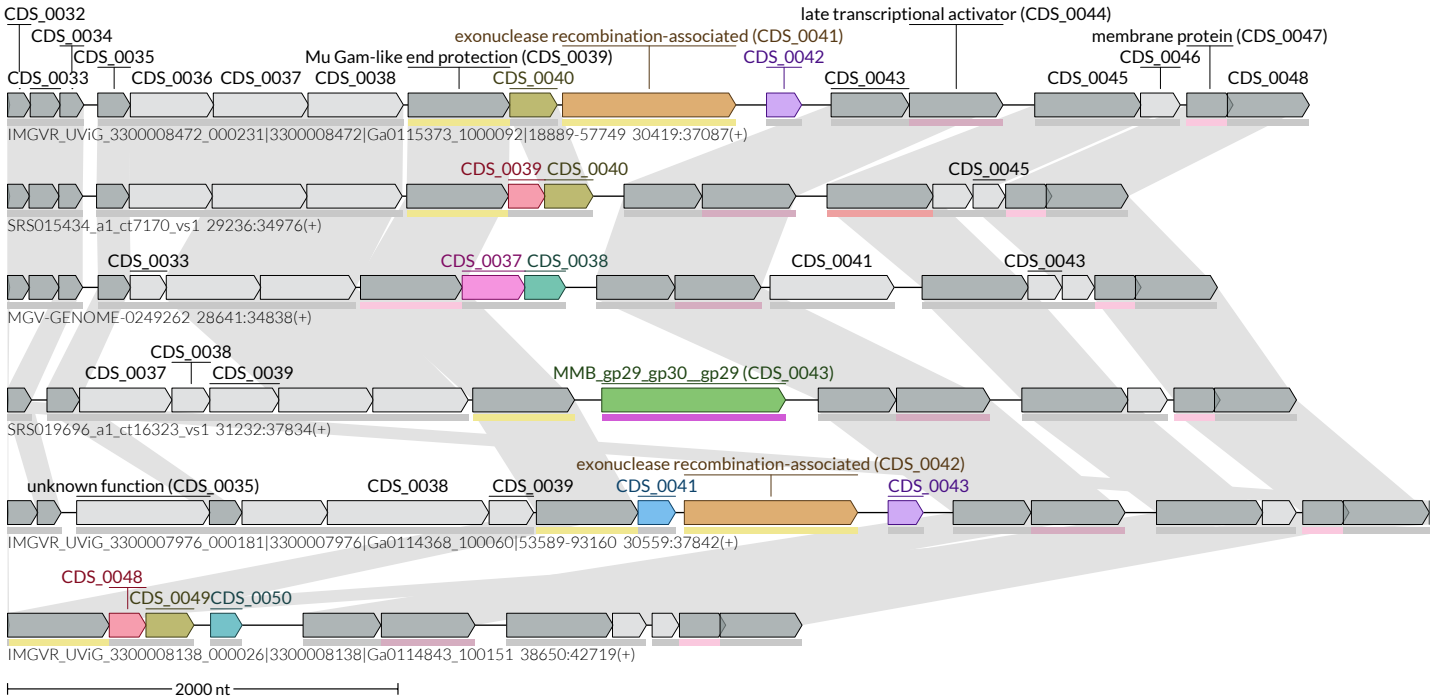 CDS_0032 late transcriptional activator (CDS_0044)
CDS_0034 exonuclease recombination-associated (CDS_0041) membrane protein (CDS_0047)
CDS_0035 Mu Gam-like end protection (CDS_0039) CDS_0042 CDS_0046
CDS_0033 CDS_0036 CDS_0037 CDS_0038 CDS_0040 CDS_0043 CDS_0045 CDS_0048
IMGVR_UViG_3300008472_000231|3300008472|Ga0115373_1000092|18889-57749 30419:37087(+)
CDS_0039 CDS_0040 CDS_0045
SRS015434_a1_ct7170_vs1 29236:34976(+)
CDS_0033 CDS_0037 CDS_0038 CDS_0041 CDS_0043
MGV-GENOME-0249262 28641:34838(+)
CDS_0038
CDS_0037 CDS_0039 MMB_gp29_gp30__gp29 (CDS_0043)
SRS019696_a1_ct16323_vs1 31232:37834(+)
exonuclease recombination-associated (CDS_0042)
unknown function (CDS_0035) CDS_0038 CDS_0039 CDS_0041 CDS_0043
IMGVR_UViG_3300007976_000181|3300007976|Ga0114368_100060|53589-93160 30559:37842(+)
CDS_0048
CDS_0049 CDS_0050
IMGVR_UViG_3300008138_000026|3300008138|Ga0114843_100151 38650:42719(+)
2000 nt